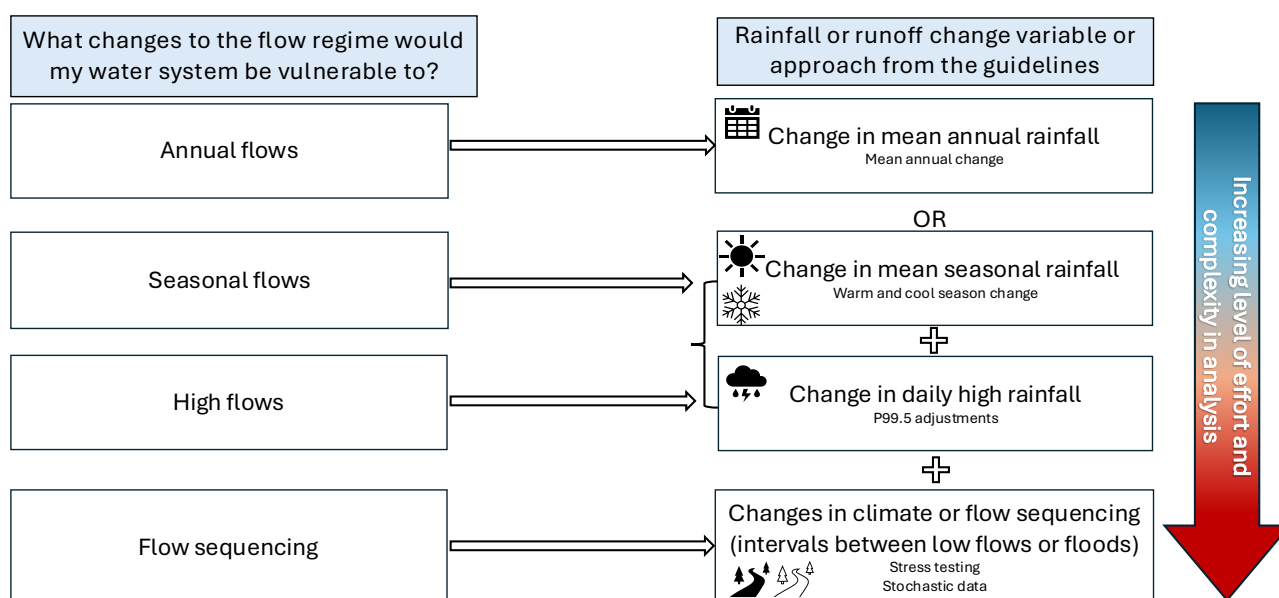 What changes to the flow regime would
my water system be vulnerable to?
Rainfall or runoff change variable or
approach from the guidelines
Annual flows
Change in mean annual rainfall
Mean annual change
OR
Seasonal flows
Change in mean seasonal rainfall
Warm and cool season change
High flows
Change in daily high rainfall
P99.5 adjustments
Flow sequencing
Changes in climate or flow sequencing
(intervals between low flows or floods)
Stress testing
Stochastic data
Increasing level of effort and
complexity in analysis